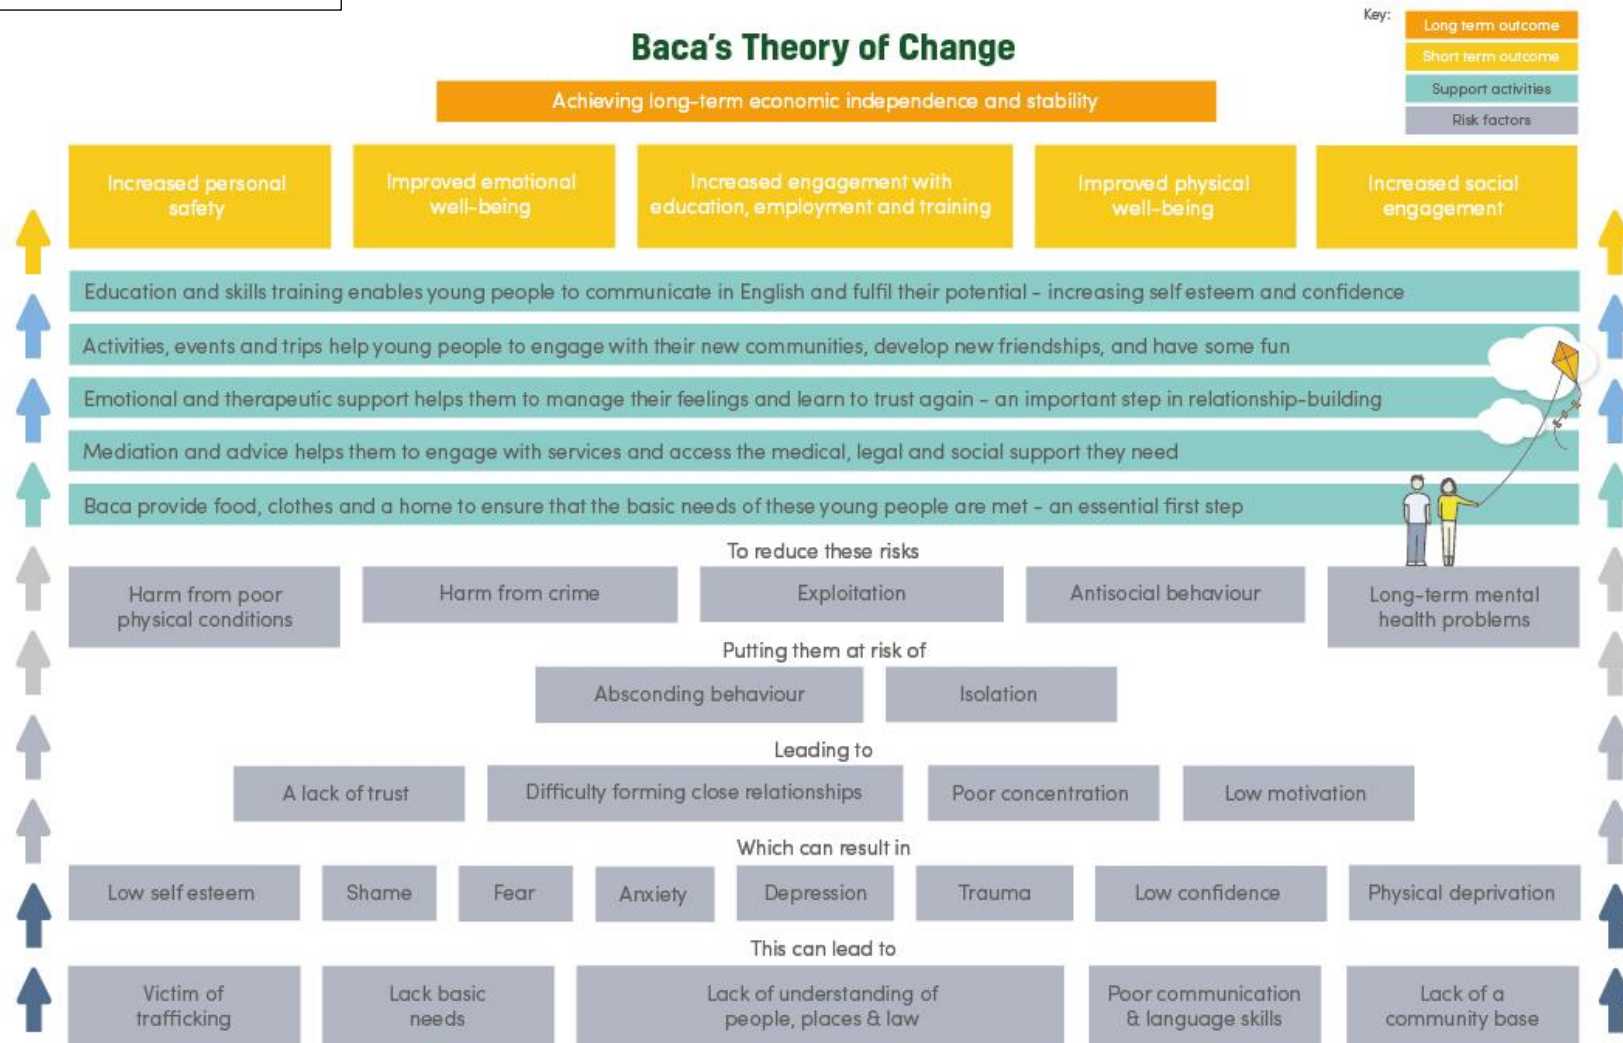 Key:
Long term outcome
Short term outcome
Support activities
Risk factors
Baca's Theory of Change
Achieving long-term economic independence and stability
Increased personal
safety
Improved emotional
well-being
Increased engagement with
education, employment and training
Improved physical
well-being
Increased social
engagement
Education and skills training enables young people to communicate in English and fulfil their potential - increasing self esteem and confidence
Activities, events and trips help young people to engage with their new communities, develop new friendships, and have some fun
Emotional and therapeutic support helps them to manage their feelings and learn to trust again - an important step in relationship-building
Mediation and advice helps them to engage with services and access the medical, legal and social support they need
Baca provide food, clothes and a home to ensure that the basic needs of these young people are met - an essential first step
To reduce these risks
Harm from poor
physical conditions
Harm from crime
Exploitation
Antisocial behaviour
Long-term mental
health problems
Putting them at risk of
Absconding behaviour
Isolation
Leading to
A lack of trust
Difficulty forming close relationships
Poor concentration
Low motivation
Which can result in
Low self esteem
Shame
Fear
Anxiety
Depression
Trauma
Low confidence
Physical deprivation
This can lead to
Victim of
trafficking
Lack basic
needs
Lack of understanding of
people, places & law
Poor communication
& language skills
Lack of a
community base